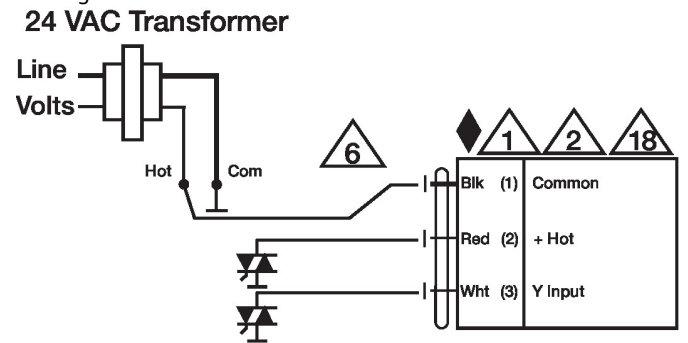 24 VAC Transformer
Line
Volts
Hot
Com
6
1
2
18
Blk (1) Common
Red (2) + Hot
Wht (3) Y Input